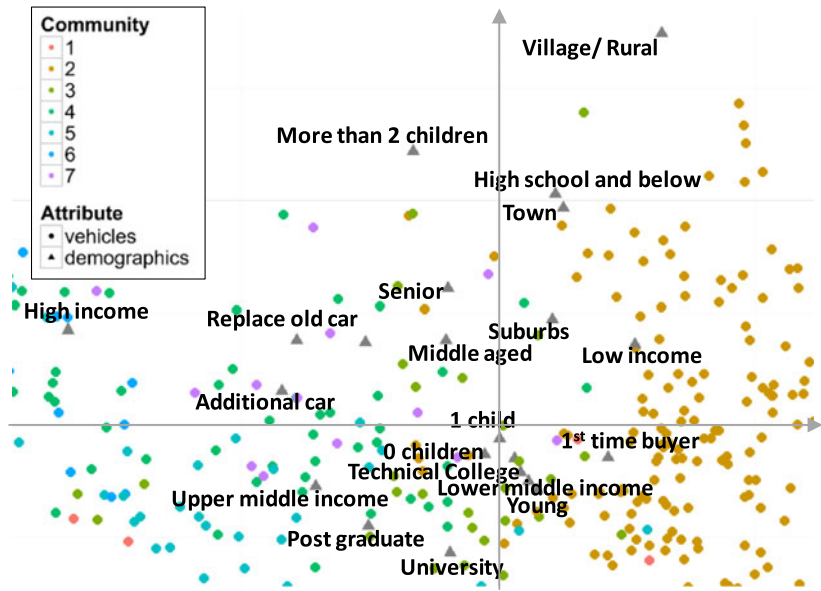 Community
1
2
3
4
5
6
7
Attribute
vehicles
demographics
Village/ Rural
More than 2 children
High school and below
Town
Senior
High income
Replace old car
Suburbs
Middle aged
Low income
Additional car
1 child
1st time buyer
0 children
Technical College
Lower middle income
Upper middle income
Young
Post graduate
University